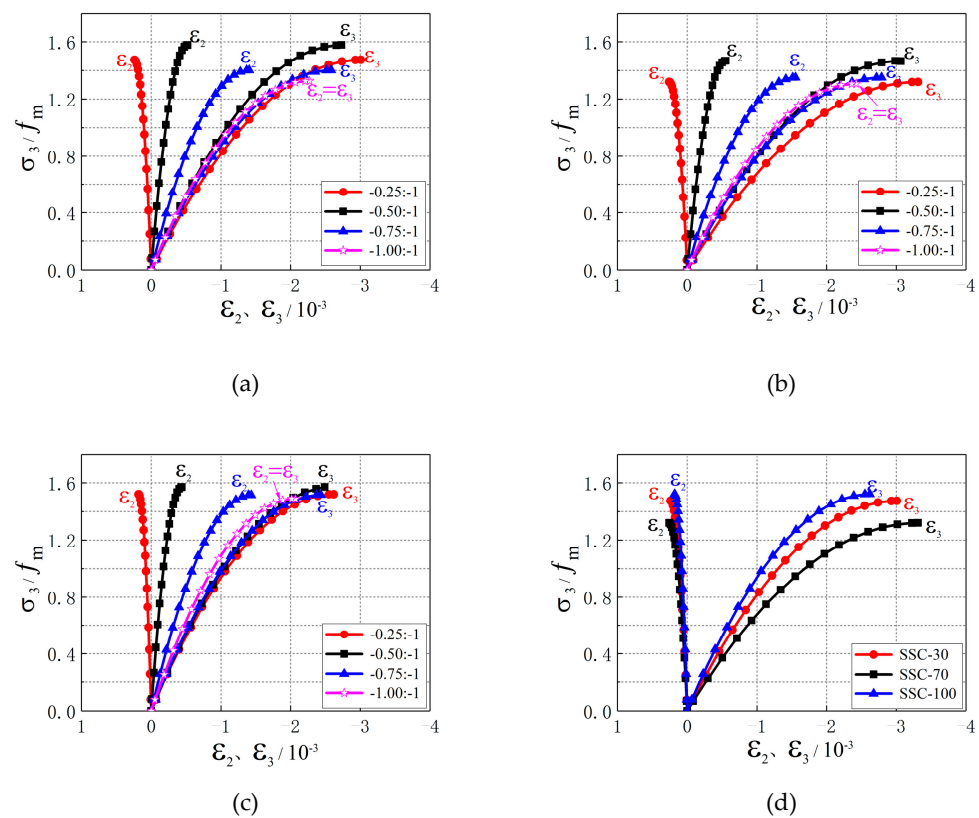 ε₂ ε₂ ε₂ ε₃ ε₃ ε₃ ε₂=ε₃
σ₃/fₘ
1.6
1.2
0.8
0.4
0.0
-0.25:-1
-0.50:-1
-0.75:-1
-1.00:-1
1 0 -1 -2 -3 -4
ε₂、ε₃/10⁻³
(a)
ε₂ ε₂ ε₂ ε₃ ε₃ ε₃ ε₂=ε₃
σ₃/fₘ
1.6
1.2
0.8
0.4
0.0
-0.25:-1
-0.50:-1
-0.75:-1
-1.00:-1
1 0 -1 -2 -3 -4
ε₂、ε₃/10⁻³
(b)
ε₂ ε₂ ε₂ ε₂=ε₃ ε₃ ε₃ ε₃
σ₃/fₘ
1.6
1.2
0.8
0.4
0.0
-0.25:-1
-0.50:-1
-0.75:-1
-1.00:-1
1 0 -1 -2 -3 -4
ε₂、ε₃/10⁻³
(c)
ε₂ ε₂ ε₂ ε₃ ε₃ ε₃
σ₃/fₘ
1.6
1.2
0.8
0.4
0.0
SSC-30
SSC-70
SSC-100
1 0 -1 -2 -3 -4
ε₂、ε₃/10⁻³
(d)